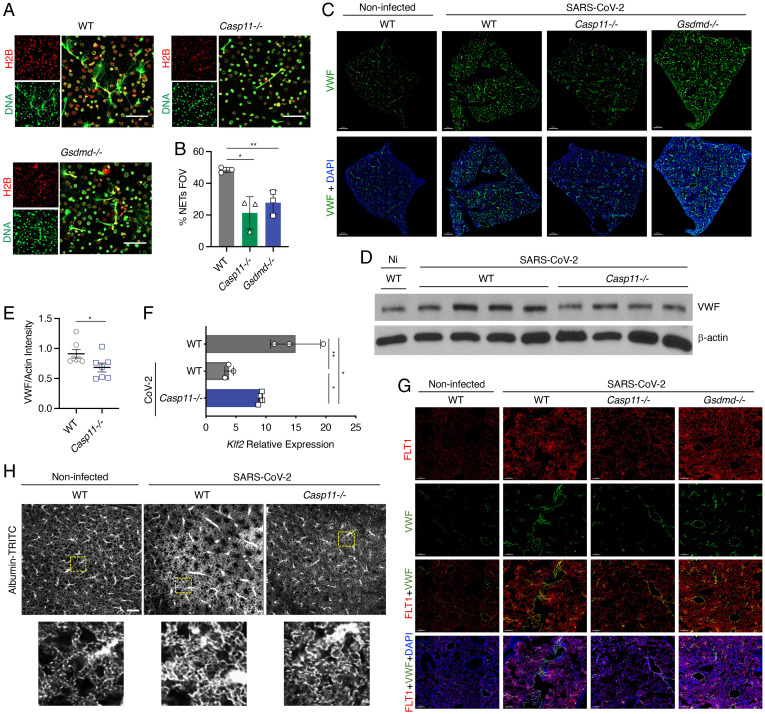 A
WT
Casp11-/-
H2B
DNA
H2B
DNA
Gsdmd-/-
H2B
DNA
B
% NETs FOV
60
40
20
0
*
**
WT
Casp11-/-
Gsdmd-/-
C
Non-infected
SARS-CoV-2
WT
WT
Casp11-/-
Gsdmd-/-
VWF
VWF + DAPI
D
Ni
SARS-CoV-2
WT
WT
Casp11-/-
VWF
β-actin
E
VWF/Actin Intensity
1.5
1.0
0.5
0.0
*
WT
Casp11-/-
F
WT
CoV-2
WT
Casp11-/-
**
*
*
0
5
10
15
20
25
Klf2 Relative Expression
G
Non-infected
SARS-CoV-2
WT
WT
Casp11-/-
Gsdmd-/-
FLT1
VWF
FLT1+VWF
FLT1+VWF+DAPI
H
Non-infected
SARS-CoV-2
WT
WT
Casp11-/-
Albumin-TRITC